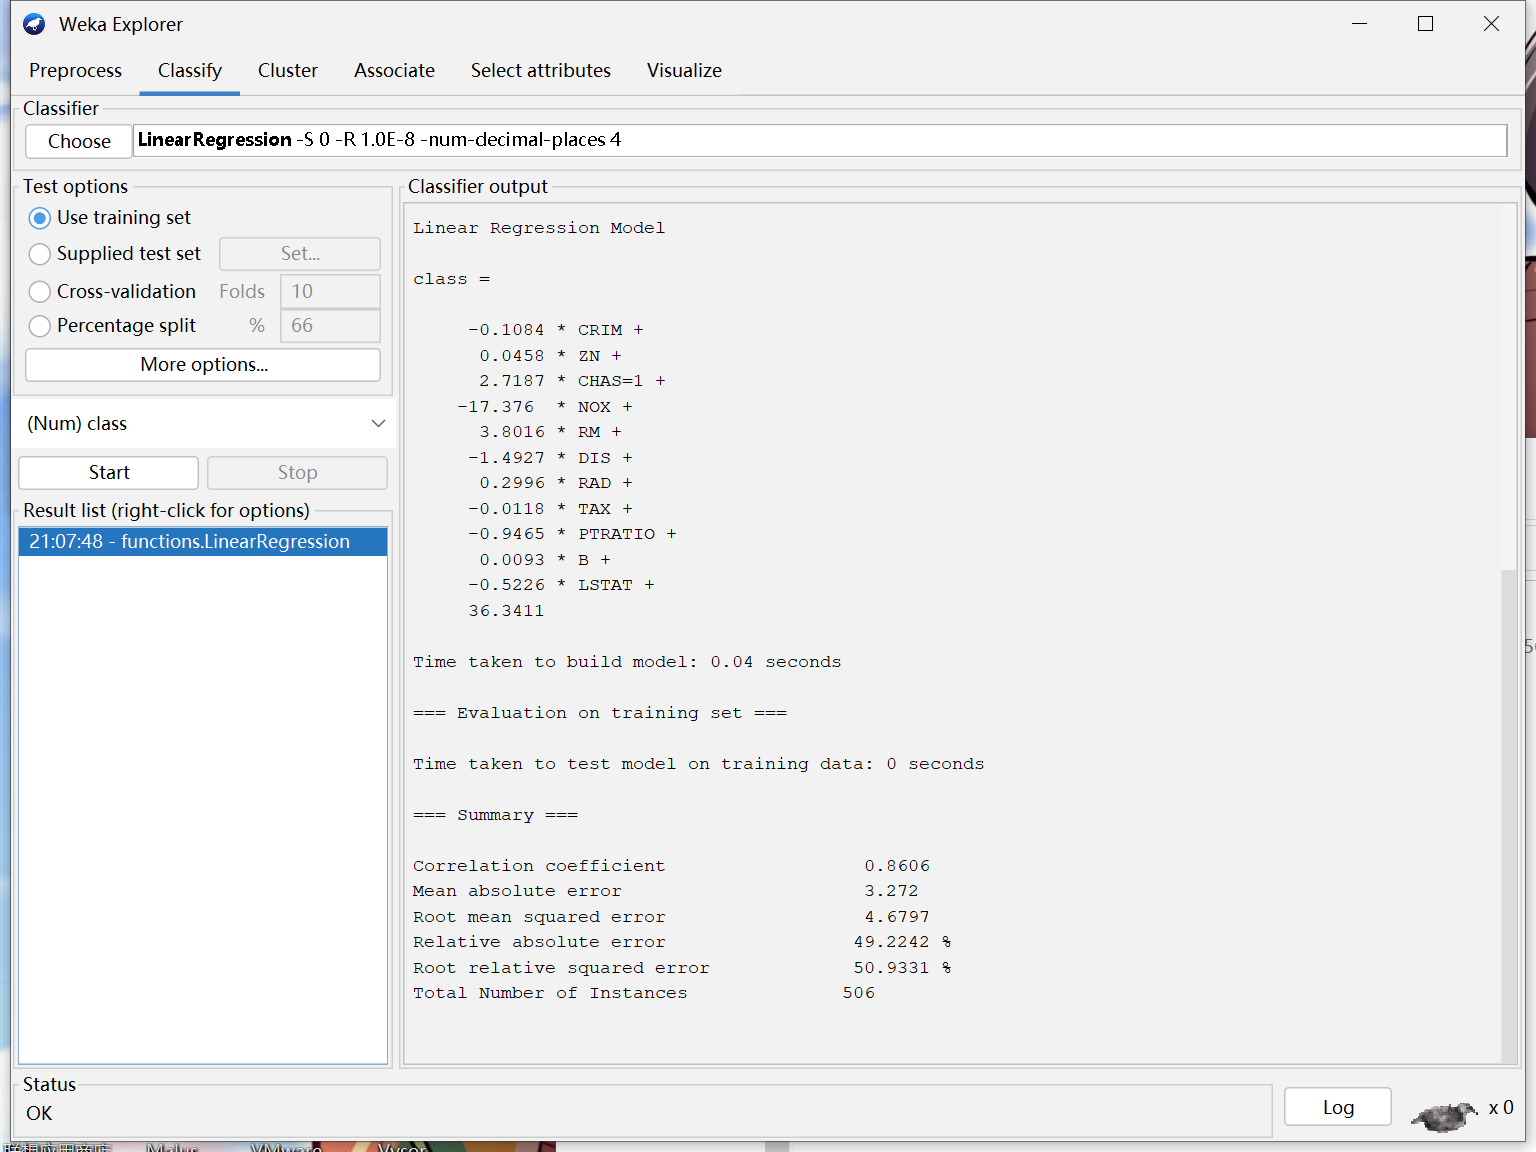 Weka Explorer
Preprocess Classify Cluster Associate Select attributes Visualize
Classifier
Choose LinearRegression -S 0 -R 1.0E-8 -num-decimal-places 4
Test options
Use training set
Supplied test set Set...
Cross-validation Folds 10
Percentage split % 66
More options...
(Num) class
Start Stop
Result list (right-click for options)
21:07:48 - functions.LinearRegression
Classifier output
Linear Regression Model
class =
-0.1084 * CRIM +
0.0458 * ZN +
2.7187 * CHAS=1 +
-17.376 * NOX +
3.8016 * RM +
-1.4927 * DIS +
0.2996 * RAD +
-0.0118 * TAX +
-0.9465 * PTRATIO +
0.0093 * B +
-0.5226 * LSTAT +
36.3411
Time taken to build model: 0.04 seconds
=== Evaluation on training set ===
Time taken to test model on training data: 0 seconds
=== Summary ===
Correlation coefficient 0.8606
Mean absolute error 3.272
Root mean squared error 4.6797
Relative absolute error 49.2242 %
Root relative squared error 50.9331 %
Total Number of Instances 506
Status
OK
Log x 0
VMware Vysor